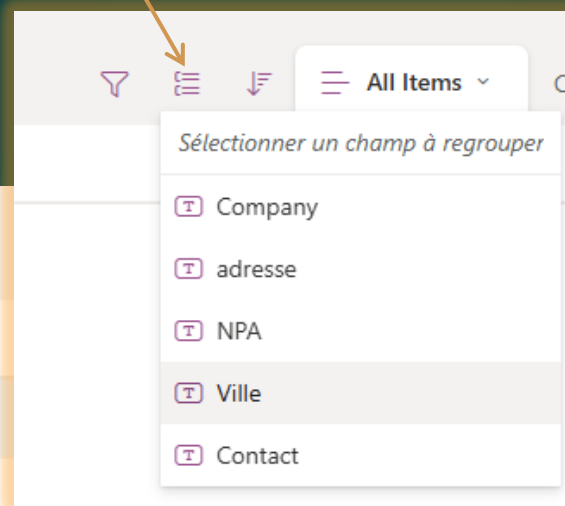 All Items
Sélectionner un champ à regrouper
Company
adresse
NPA
Ville
Contact